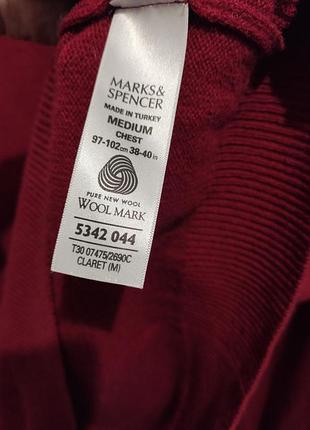 MARKS&
SPENCER
MADE IN TURKEY
MEDIUM
CHEST
97-102cm 38-40in
PURE NEW WOOL
WOOL MARK
5342 044
T30 07475/2690C
CLARET (M)